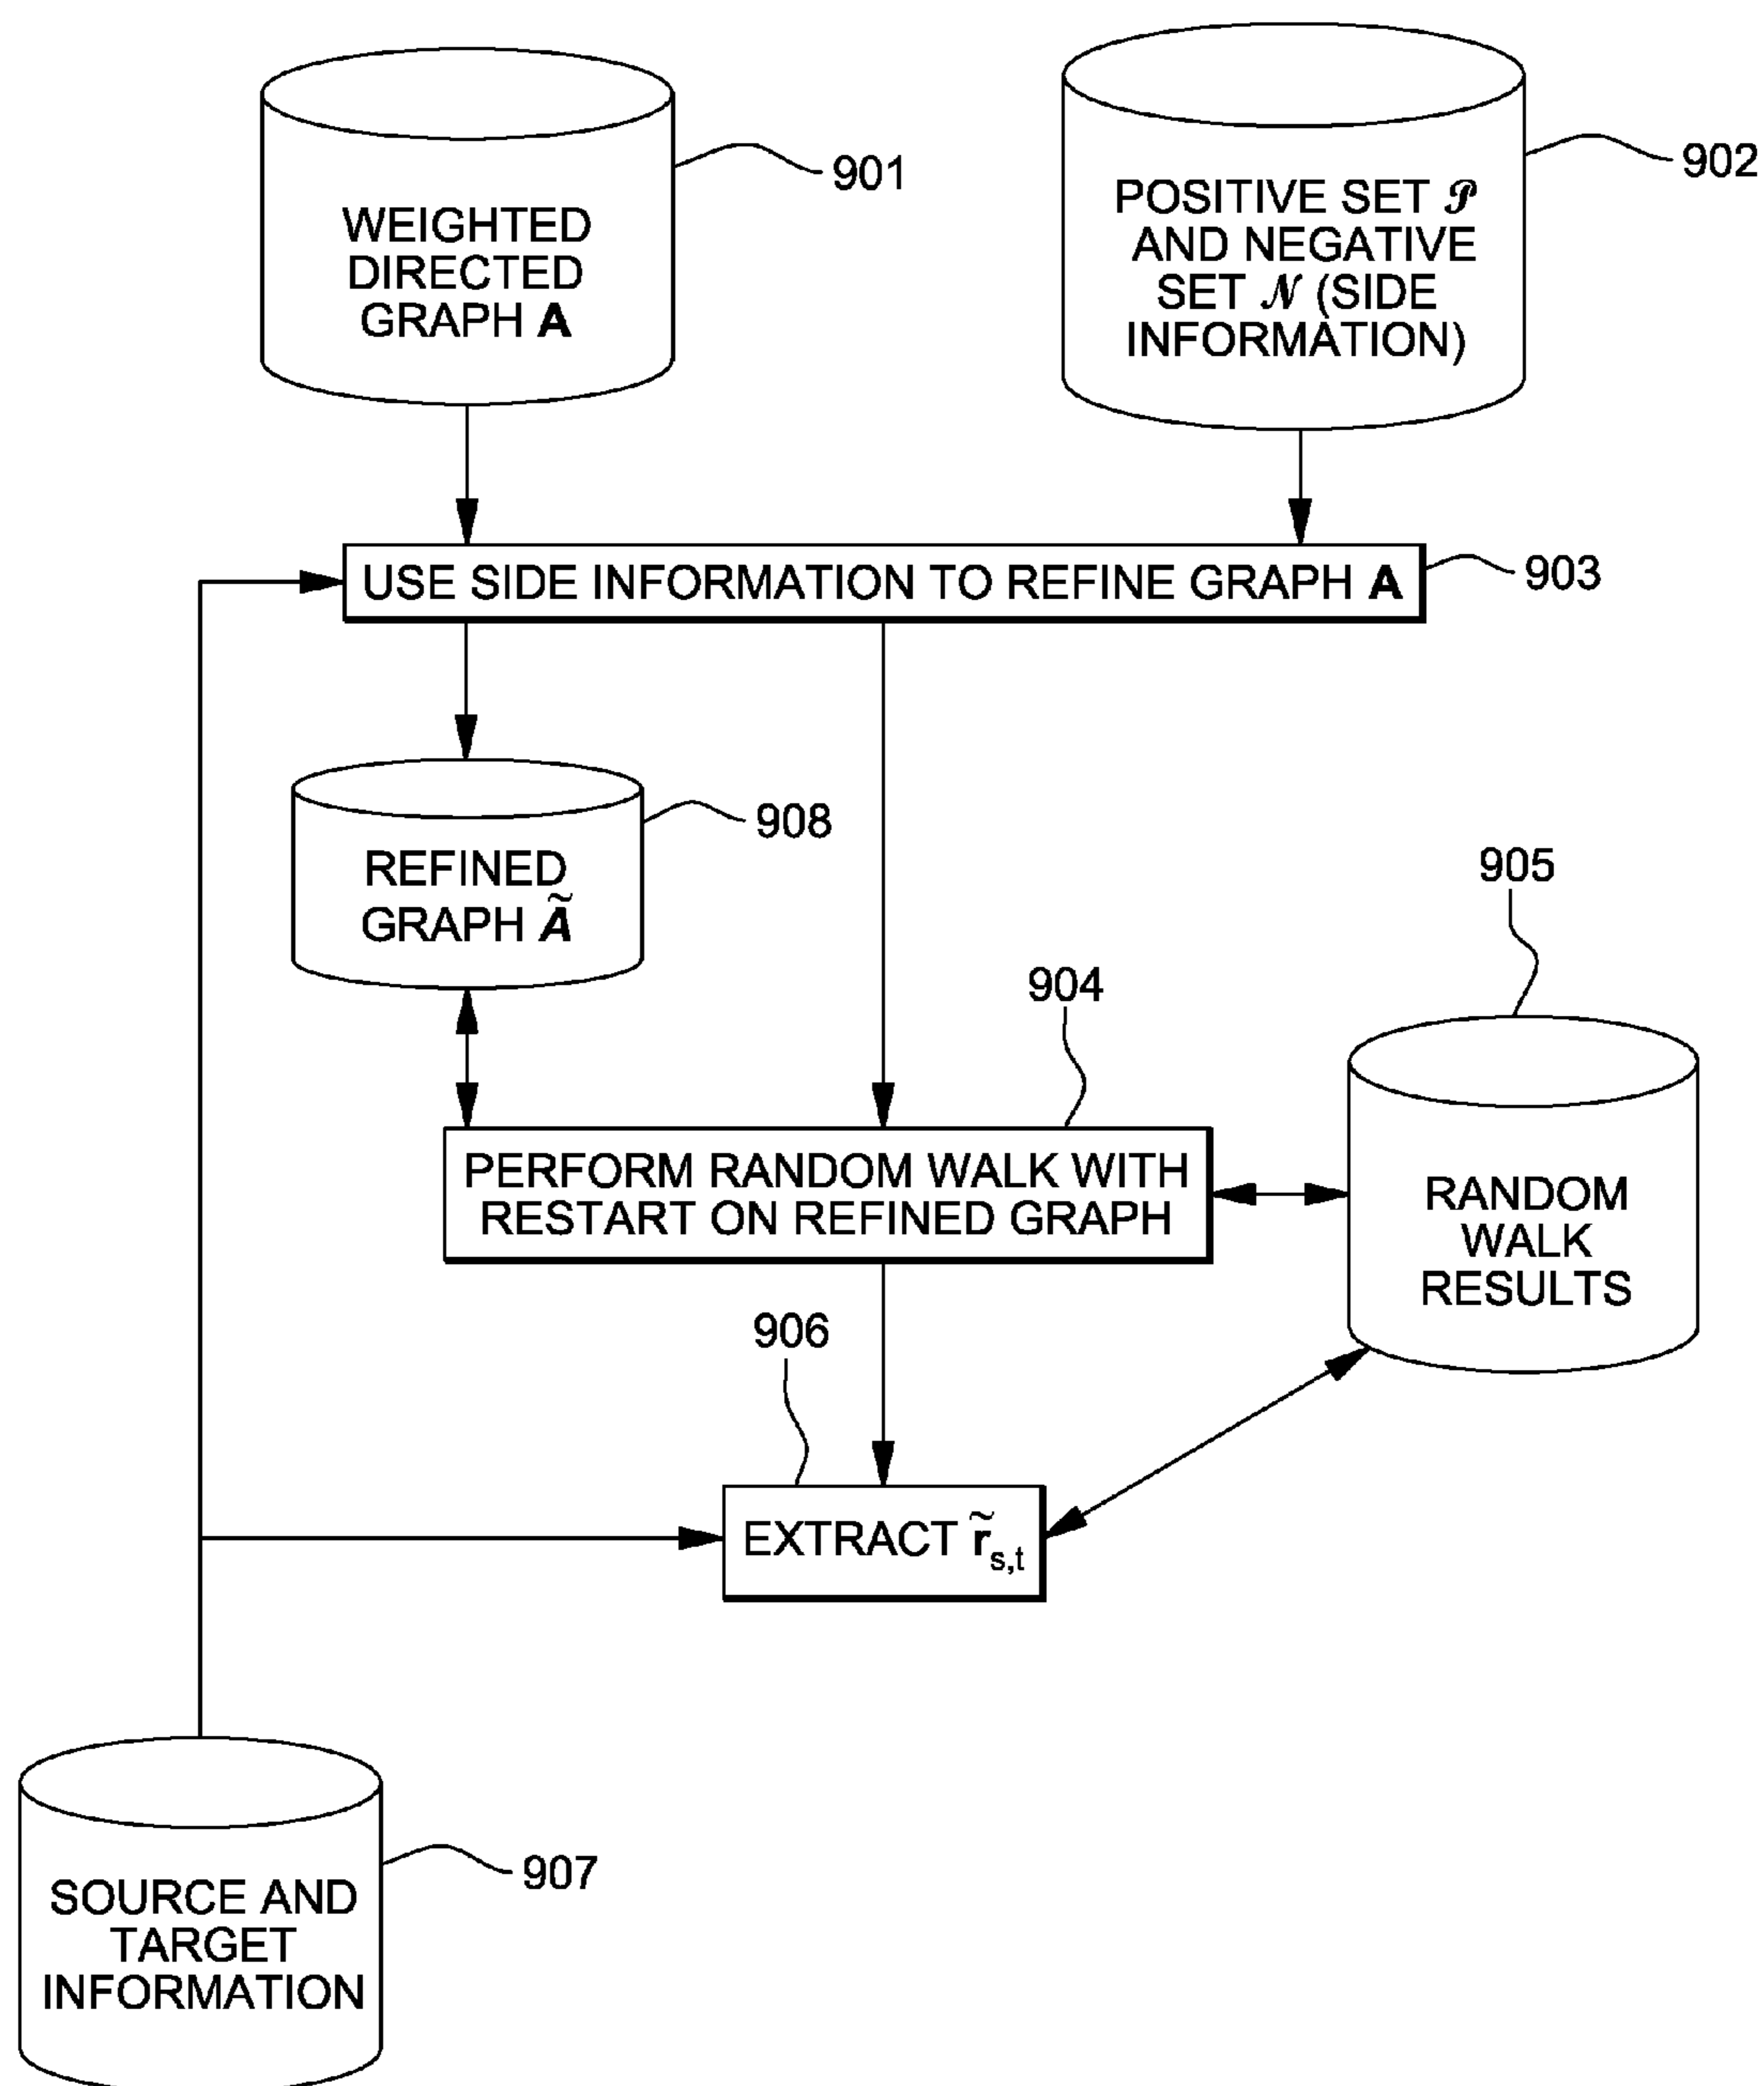 WEIGHTED
DIRECTED
GRAPH A
901
POSITIVE SET 𝒫
AND NEGATIVE
SET 𝒩 (SIDE
INFORMATION)
902
USE SIDE INFORMATION TO REFINE GRAPH A
903
REFINED
GRAPH Ã
908
904
905
PERFORM RANDOM WALK WITH
RESTART ON REFINED GRAPH
RANDOM
WALK
RESULTS
906
EXTRACT r̃s,t
SOURCE AND
TARGET
INFORMATION
907